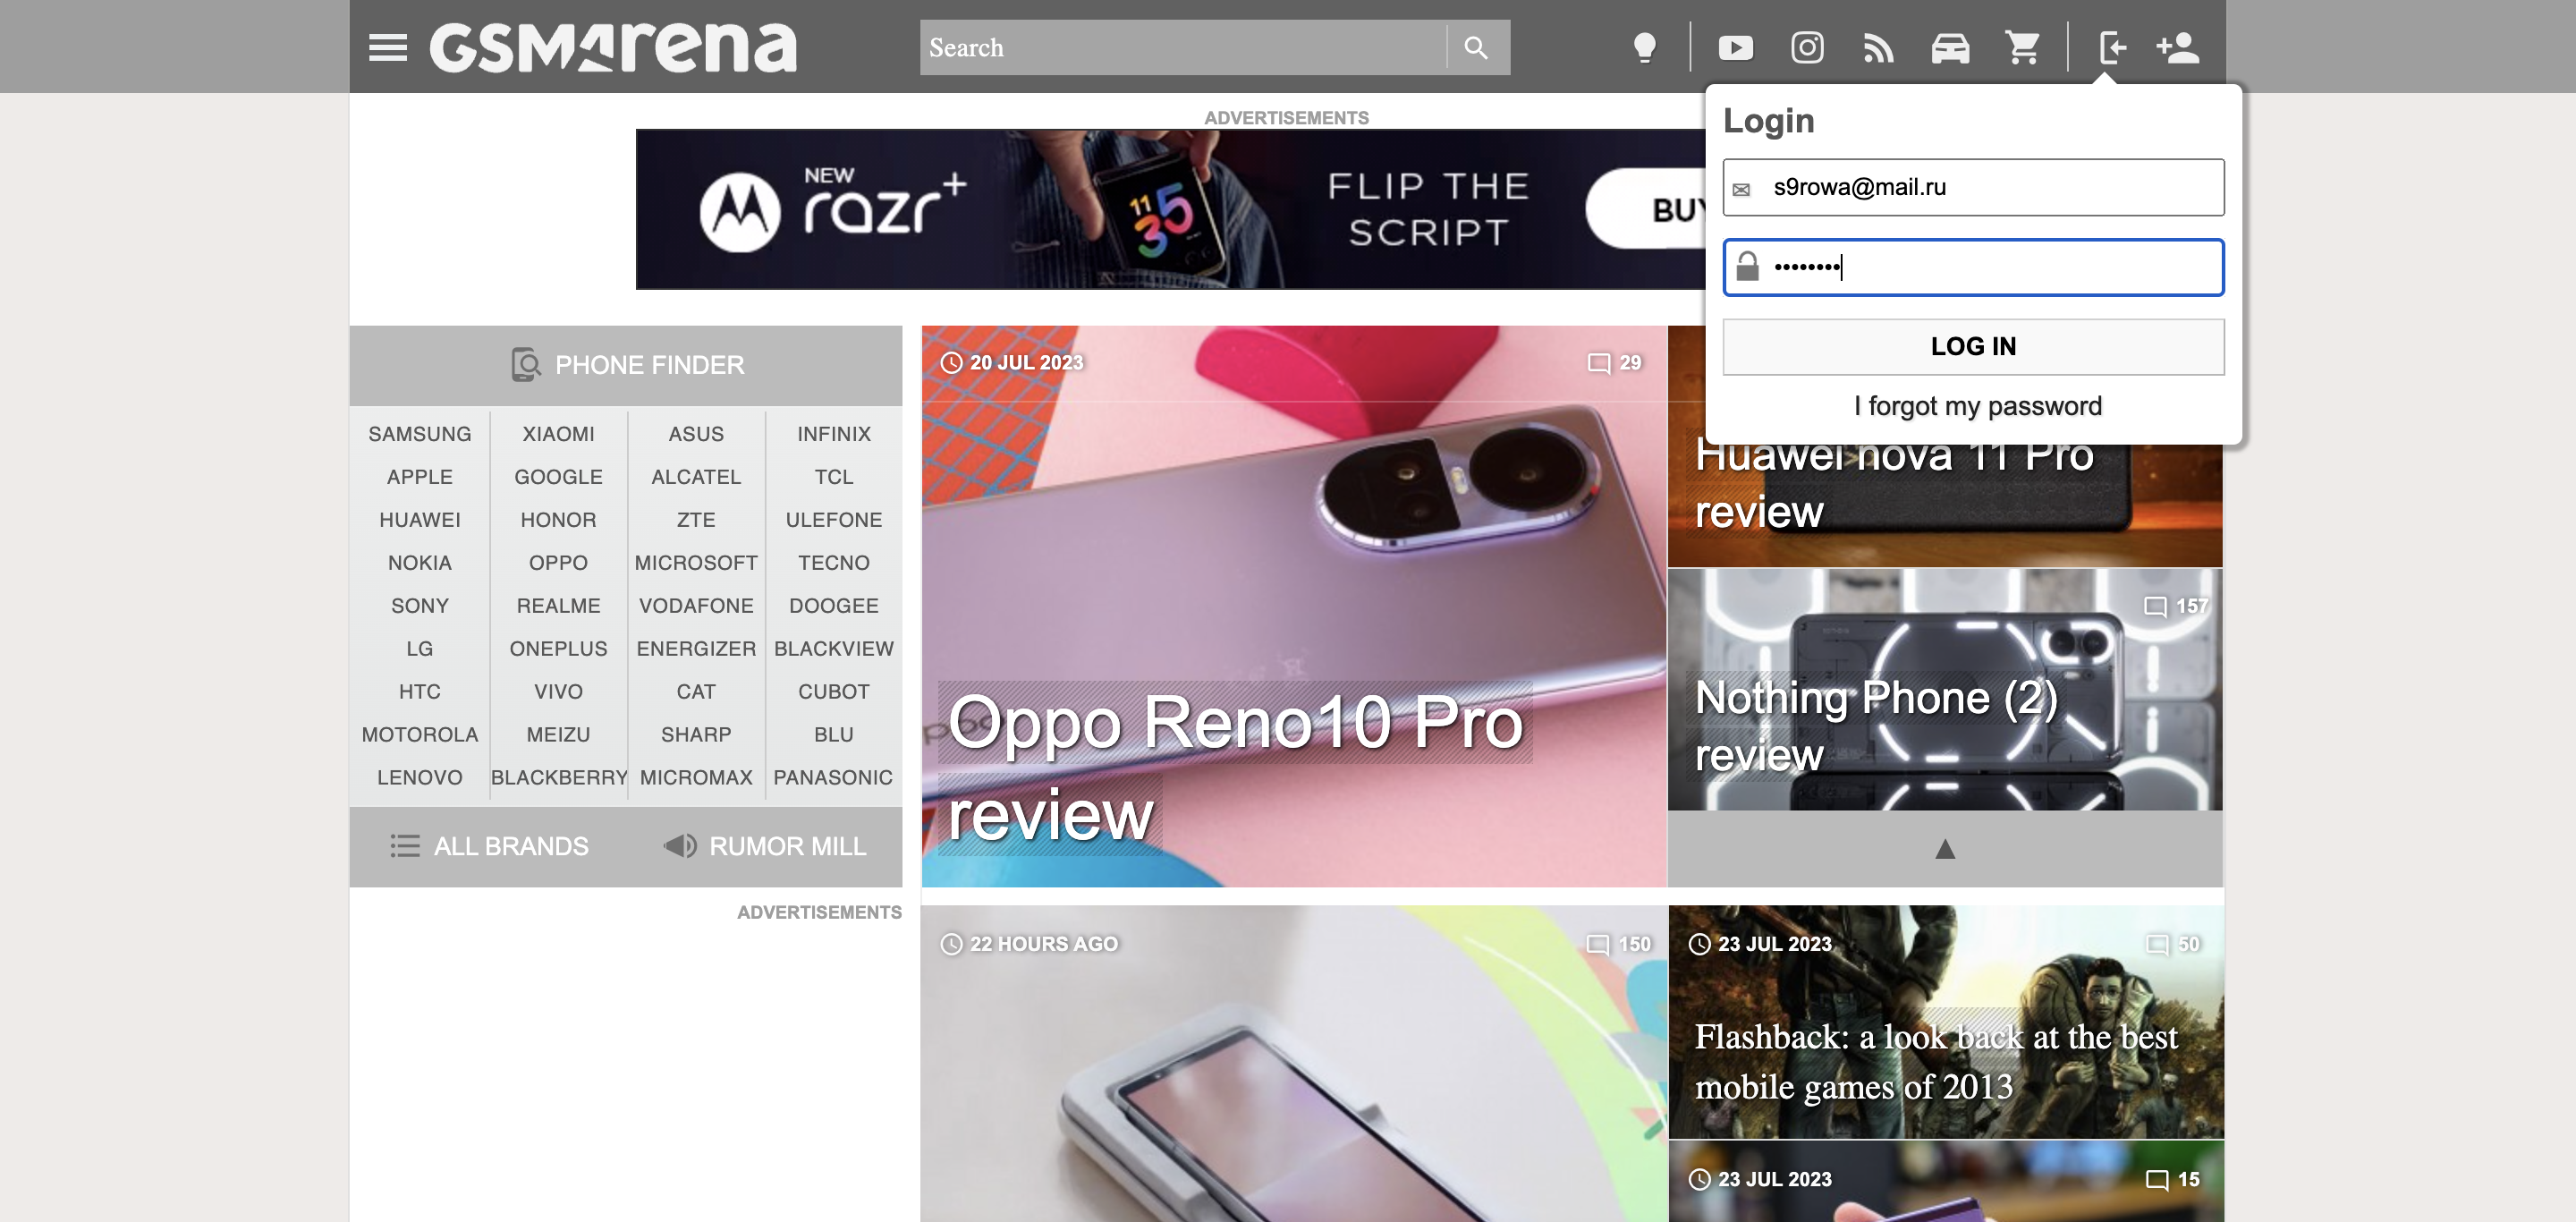 GSMArena
Search
Login
s9rowa@mail.ru
••••••••
LOG IN
I forgot my password
ADVERTISEMENTS
NEW
razr+
11
35
FLIP THE
SCRIPT
PHONE FINDER
SAMSUNG XIAOMI ASUS INFINIX
APPLE GOOGLE ALCATEL TCL
HUAWEI HONOR ZTE ULEFONE
NOKIA OPPO MICROSOFT TECNO
SONY REALME VODAFONE DOOGEE
LG ONEPLUS ENERGIZER BLACKVIEW
HTC VIVO CAT CUBOT
MOTOROLA MEIZU SHARP BLU
LENOVO BLACKBERRY MICROMAX PANASONIC
ALL BRANDS RUMOR MILL
ADVERTISEMENTS
20 JUL 2023 29
Oppo Reno10 Pro
review
Huawei nova 11 Pro
review
157
Nothing Phone (2)
review
22 HOURS AGO 150
23 JUL 2023 50
Flashback: a look back at the best
mobile games of 2013
23 JUL 2023 15